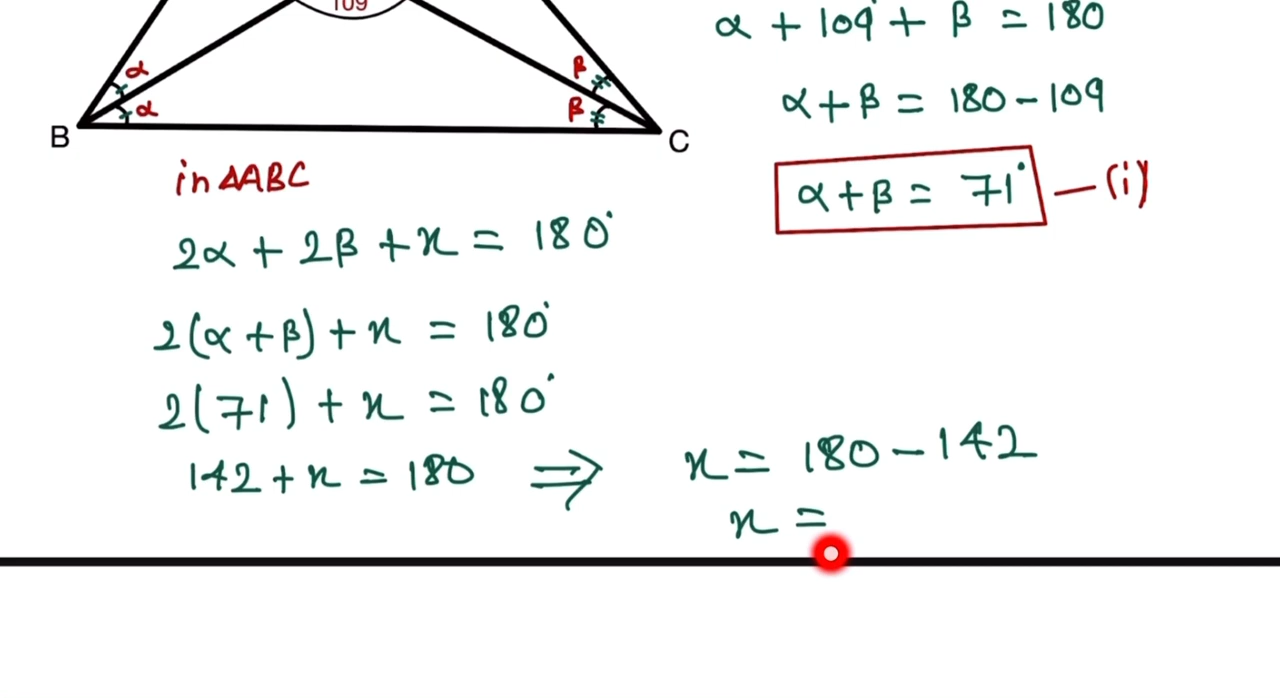 109
α + 109° + β = 180
α α
β β
α + β = 180 - 109
B
C
in ΔABC
α + β = 71° — (i)
2α + 2β + x = 180°
2(α + β) + x = 180°
2(71) + x = 180°
142 + x = 180 ⇒ x = 180 - 142
x =